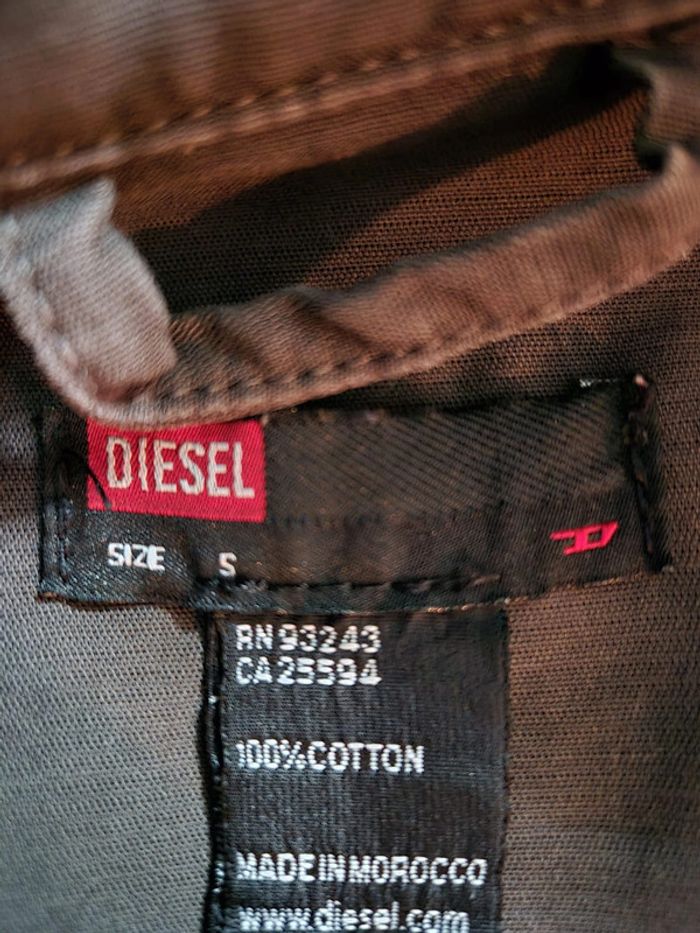 DIESEL
SIZE S
RN 93243
CA 25594
100% COTTON
MADE IN MOROCCO
www.diesel.com